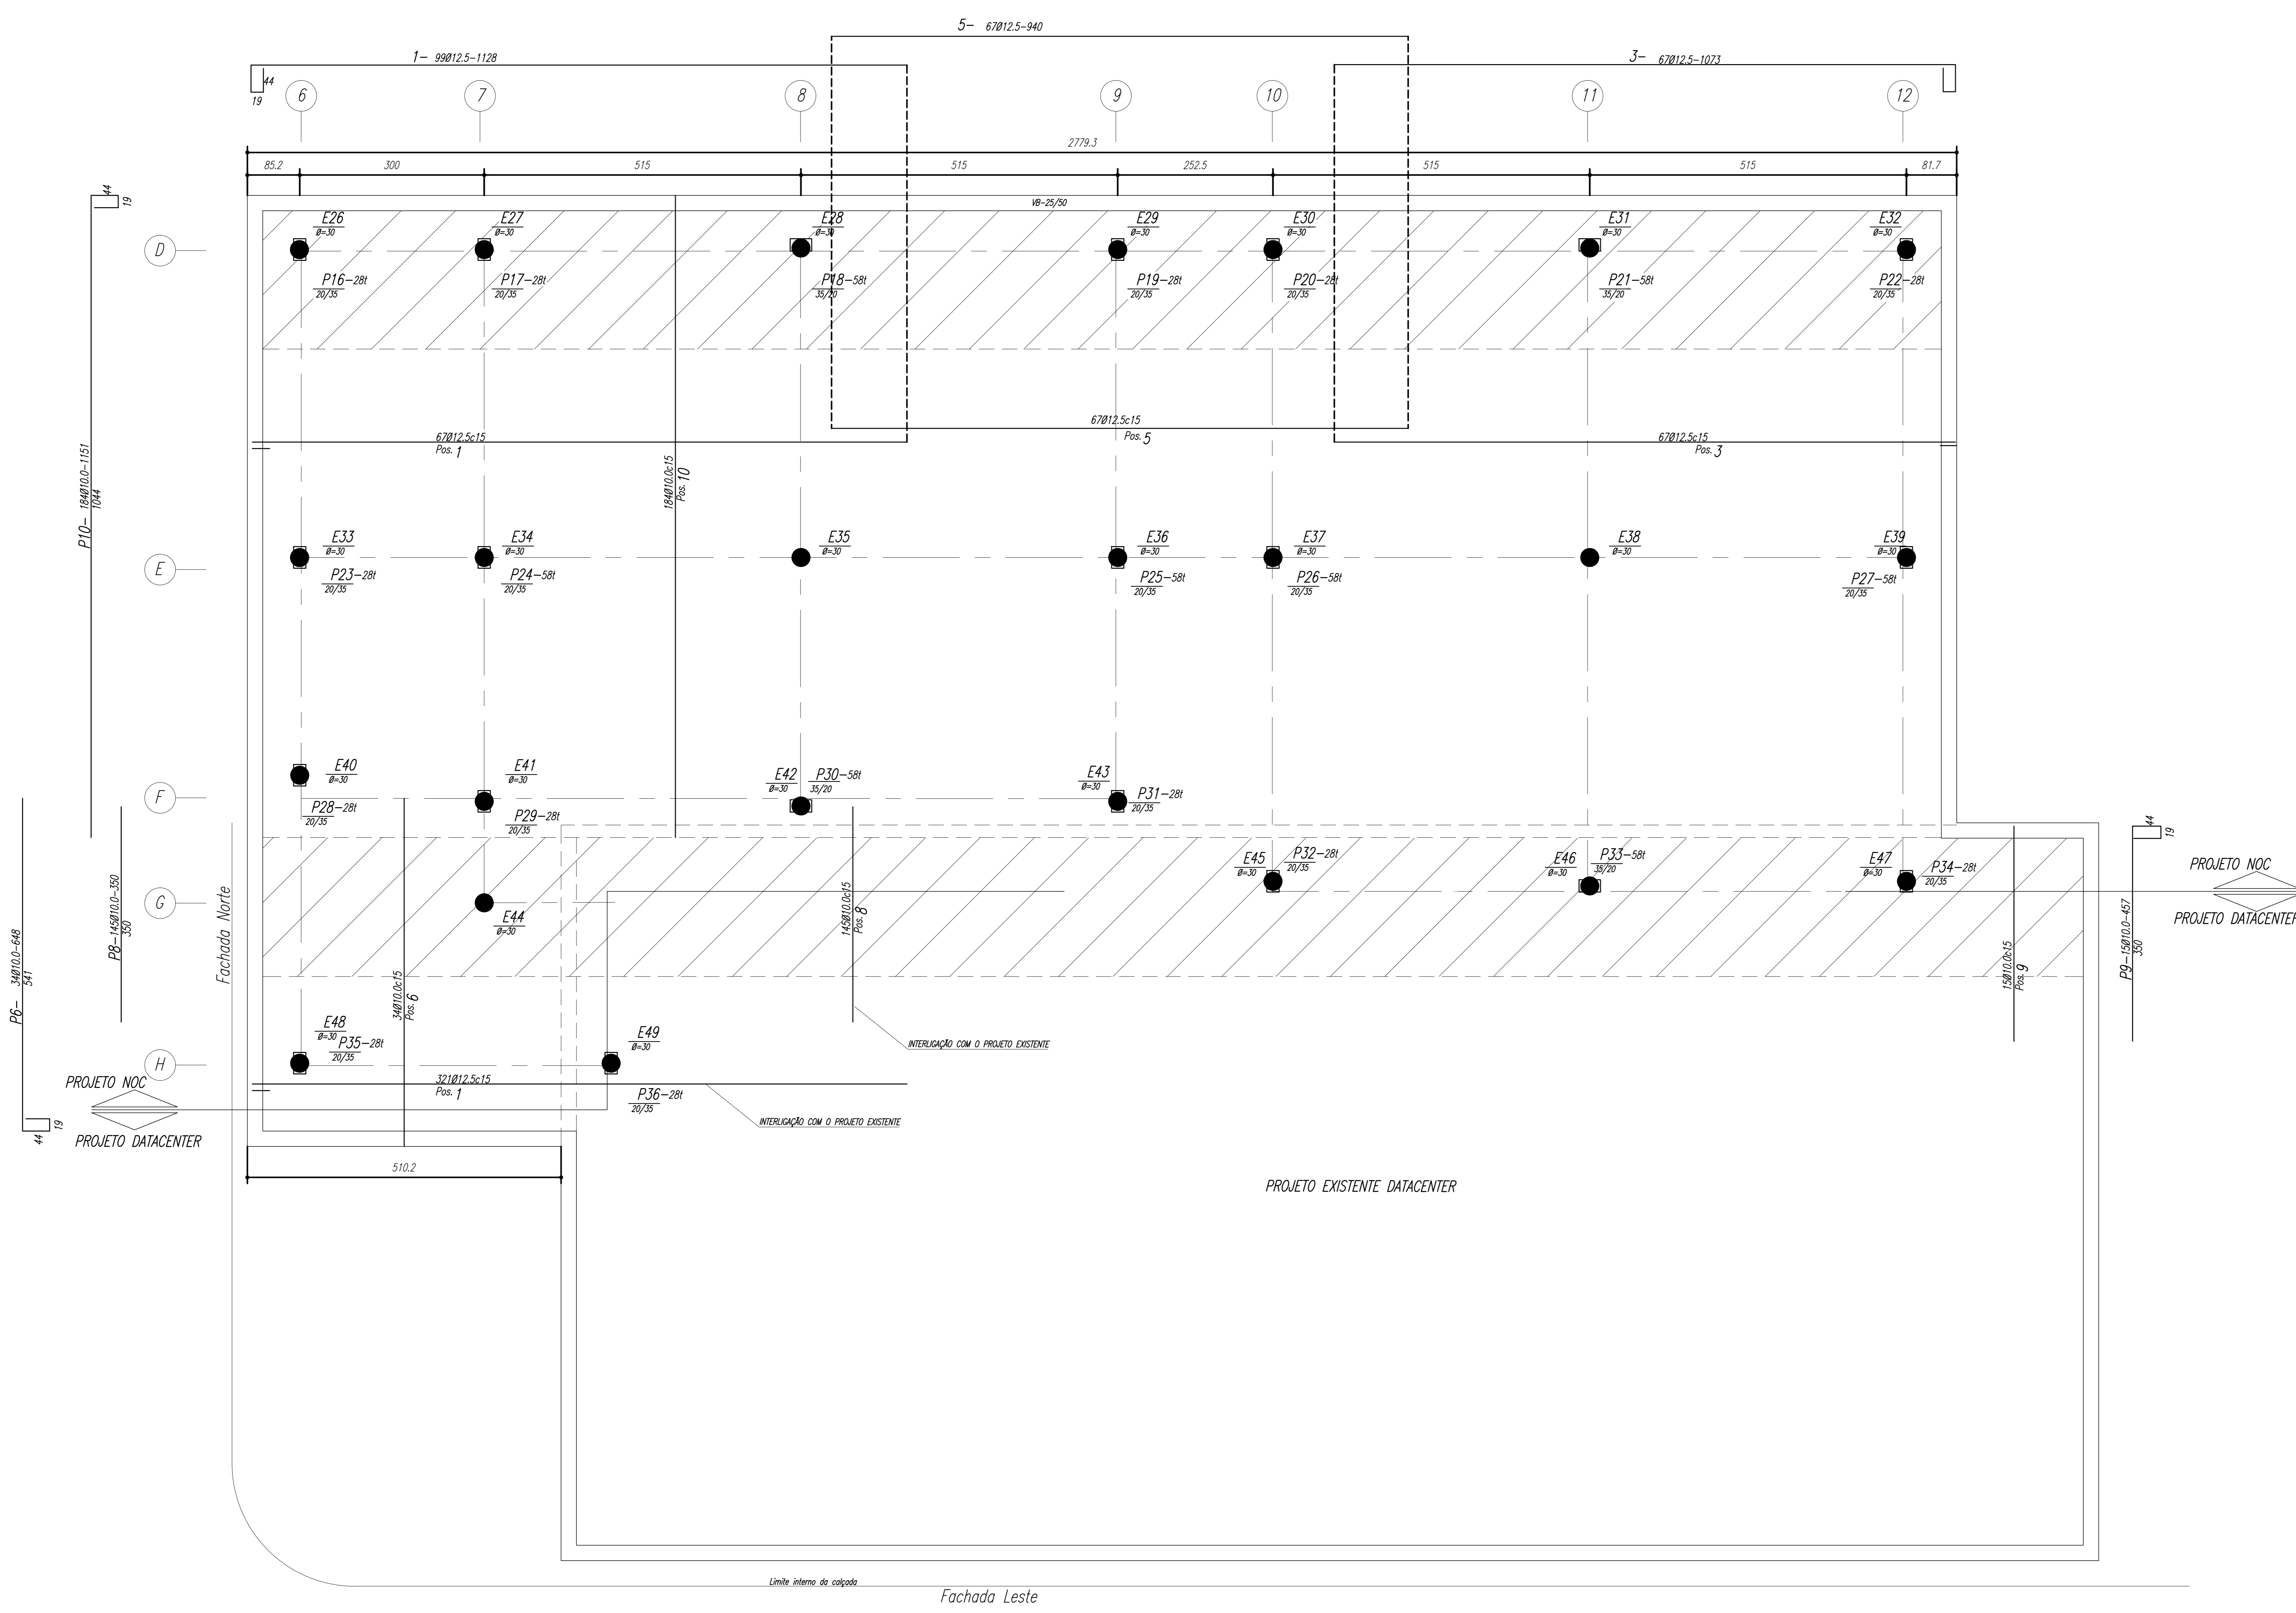 5- 67Ø12.5-940
1- 99Ø12.5-1128
3- 67Ø12.5-1073
44
19
6
7
8
9
10
11
12
2779.3
85.2
300
515
515
252.5
515
515
81.7
44
19
VB-25/50
D
E26
Ø=30
E27
Ø=30
E28
Ø=30
E29
Ø=30
E30
Ø=30
E31
Ø=30
E32
Ø=30
P16-28t
20/35
P17-28t
20/35
P18-58t
35/20
P19-28t
20/35
P20-28t
20/35
P21-58t
35/20
P22-28t
20/35
67Ø12.5c15
Pos. 1
67Ø12.5c15
Pos. 5
67Ø12.5c15
Pos. 3
P10- 184Ø10.0-1151
1044
184Ø10.0c15
Pos. 10
E
E33
Ø=30
E34
Ø=30
E35
Ø=30
E36
Ø=30
E37
Ø=30
E38
Ø=30
E39
Ø=30
P23-28t
20/35
P24-58t
20/35
P25-58t
20/35
P26-58t
20/35
P27-58t
20/35
F
E40
Ø=30
E41
Ø=30
E42
Ø=30
P30-58t
35/20
E43
Ø=30
P31-28t
20/35
P28-28t
20/35
P29-28t
20/35
44
19
G
E44
Ø=30
E45
Ø=30
P32-28t
20/35
E46
Ø=30
P33-58t
35/20
E47
Ø=30
P34-28t
20/35
PROJETO NOC
PROJETO DATACENTER
Fachada Norte
P8-145Ø10.0-350
350
P6- 34Ø10.0-648
541
34Ø10.0c15
Pos. 6
145Ø10.0c15
Pos. 8
15Ø10.0c15
Pos. 9
P9-15Ø10.0-457
350
H
E48
Ø=30
P35-28t
20/35
E49
Ø=30
INTERLIGAÇÃO COM O PROJETO EXISTENTE
PROJETO NOC
321Ø12.5c15
Pos. 1
P36-28t
20/35
INTERLIGAÇÃO COM O PROJETO EXISTENTE
19
44
PROJETO DATACENTER
510.2
PROJETO EXISTENTE DATACENTER
Limite interno da calçada
Fachada Leste